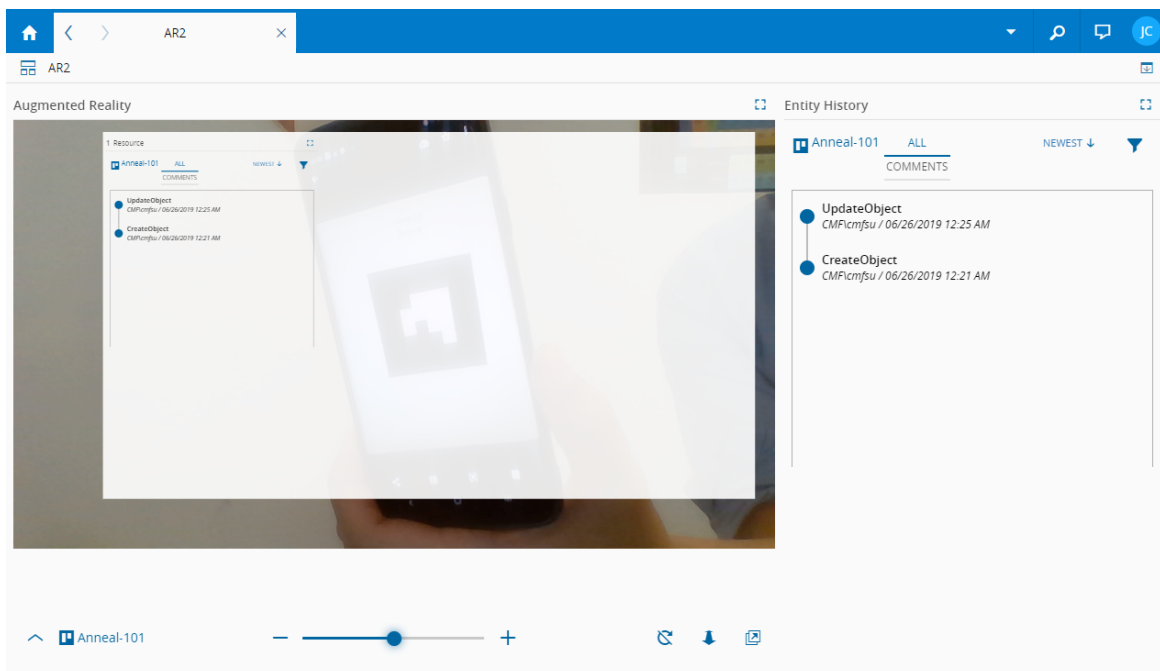 AR2
JC
AR2
Augmented Reality
1 Resource
Anneal-101 ALL NEWEST
COMMENTS
UpdateObject
CMF\cmfsu / 06/26/2019 12:25 AM
CreateObject
CMF\cmfsu / 06/26/2019 12:21 AM
Entity History
Anneal-101 ALL NEWEST
COMMENTS
UpdateObject
CMF\cmfsu / 06/26/2019 12:25 AM
CreateObject
CMF\cmfsu / 06/26/2019 12:21 AM
Anneal-101